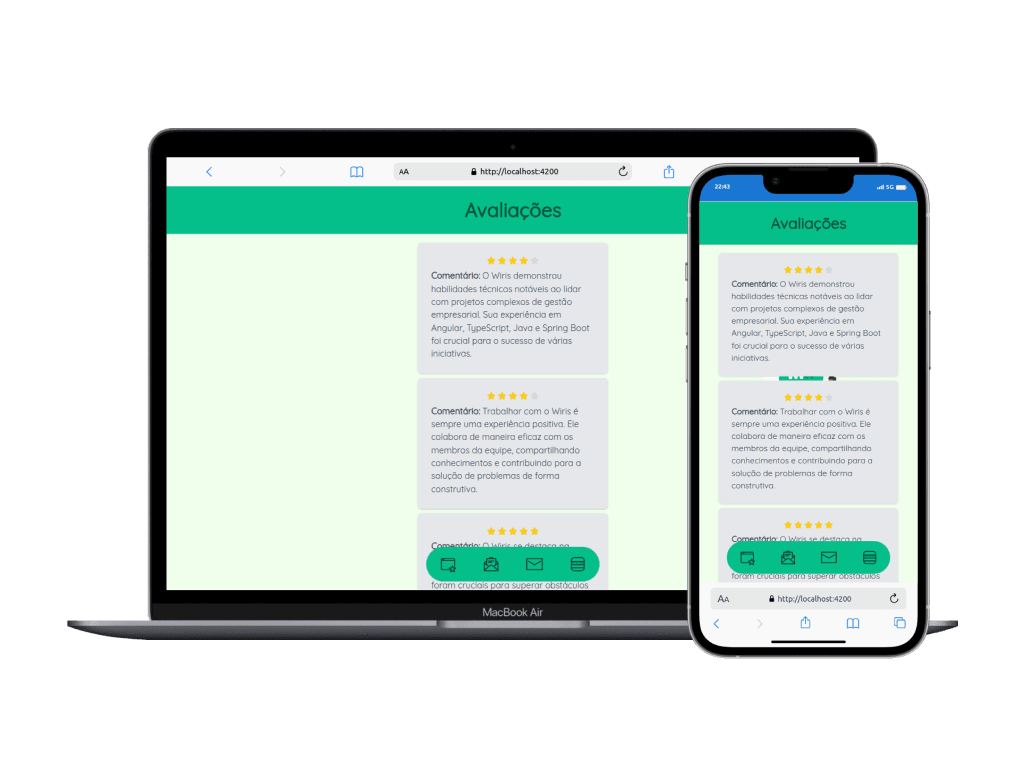 AA http://localhost:4200
Avaliações
Comentário: O Wiris demonstrou
habilidades técnicas notáveis ao lidar
com projetos complexos de gestão
empresarial. Sua experiência em
Angular, TypeScript, Java e Spring Boot
foi crucial para o sucesso de várias
iniciativas.
Comentário: Trabalhar com o Wiris é
sempre uma experiência positiva. Ele
colabora de maneira eficaz com os
membros da equipe, compartilhando
conhecimentos e contribuindo para a
solução de problemas de forma
construtiva.
Comentário: O Wiris se destaca na
foram cruciais para superar obstáculos
MacBook Air
22:43 5G
Avaliações
Comentário: O Wiris demonstrou
habilidades técnicas notáveis ao lidar
com projetos complexos de gestão
empresarial. Sua experiência em
Angular, TypeScript, Java e Spring Boot
foi crucial para o sucesso de várias
iniciativas.
Comentário: Trabalhar com o Wiris é
sempre uma experiência positiva. Ele
colabora de maneira eficaz com os
membros da equipe, compartilhando
conhecimentos e contribuindo para a
solução de problemas de forma
construtiva.
Comentário: O Wiris se destaca na
foram cruciais para superar obstáculos
AA http://localhost:4200